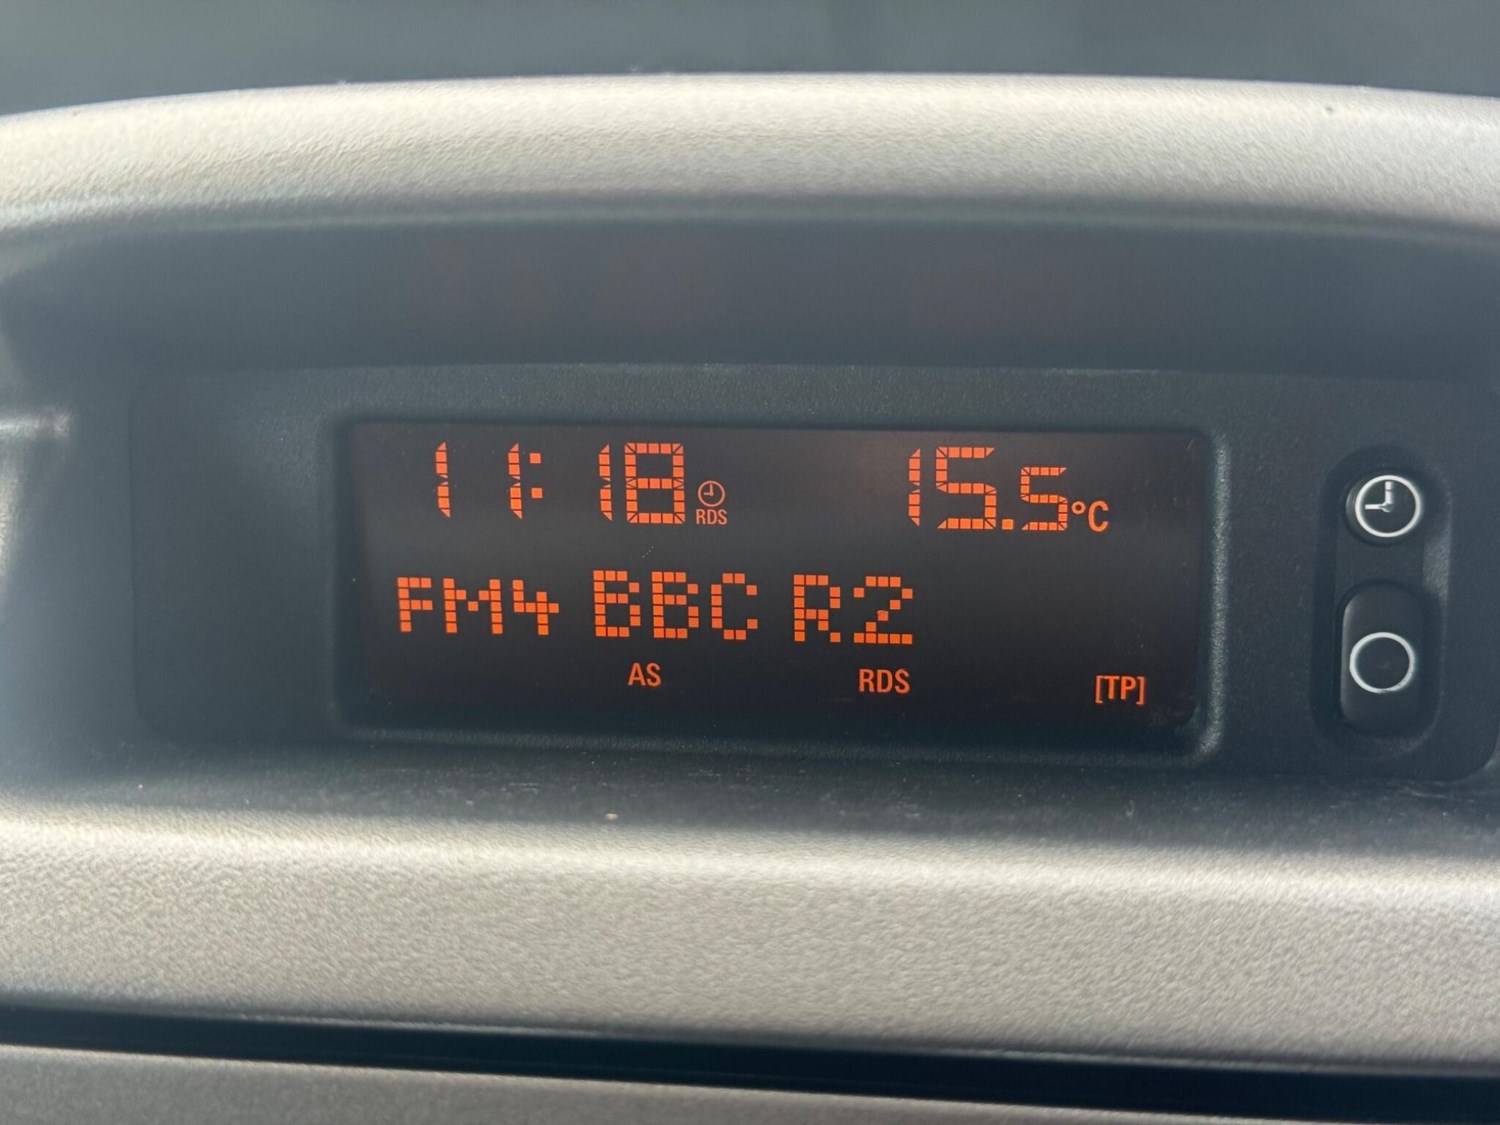 11:18 RDS 15.5°C
FM4 BBC R2
AS RDS [TP]